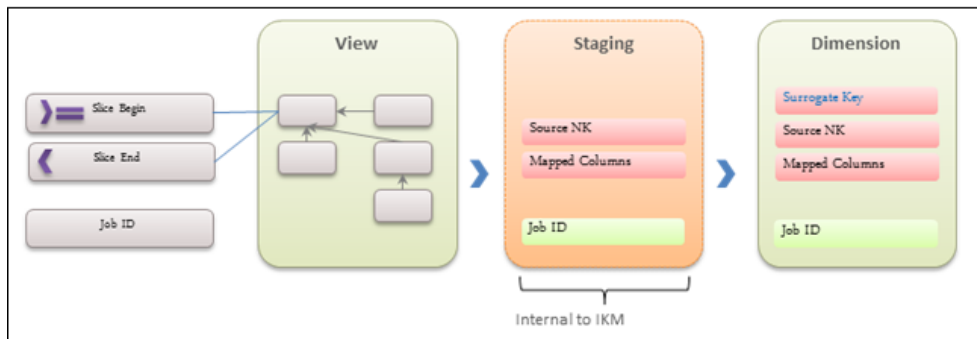 View
Staging
Dimension
Slice Begin
Slice End
Job ID
Source NK
Mapped Columns
Job ID
Surrogate Key
Source NK
Mapped Columns
Job ID
Internal to IKM